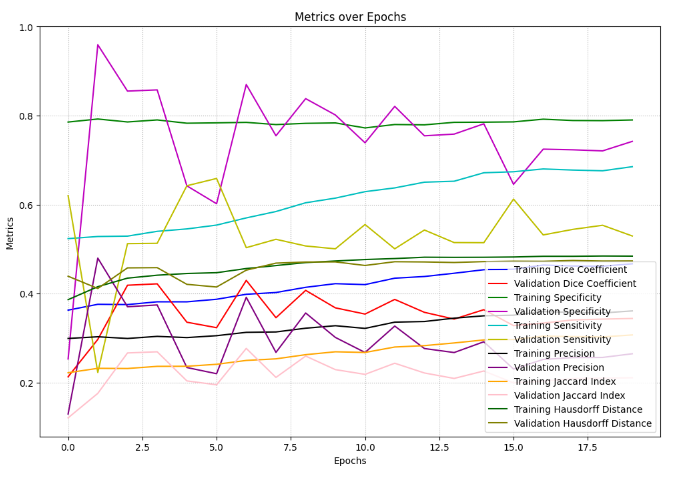 Metrics over Epochs
1.0
0.8
0.6
0.4
0.2
Metrics
0.0
2.5
5.0
7.5
10.0
12.5
15.0
17.5
Epochs
Training Dice Coefficient
Validation Dice Coefficient
Training Specificity
Validation Specificity
Training Sensitivity
Validation Sensitivity
Training Precision
Validation Precision
Training Jaccard Index
Validation Jaccard Index
Training Hausdorff Distance
Validation Hausdorff Distance